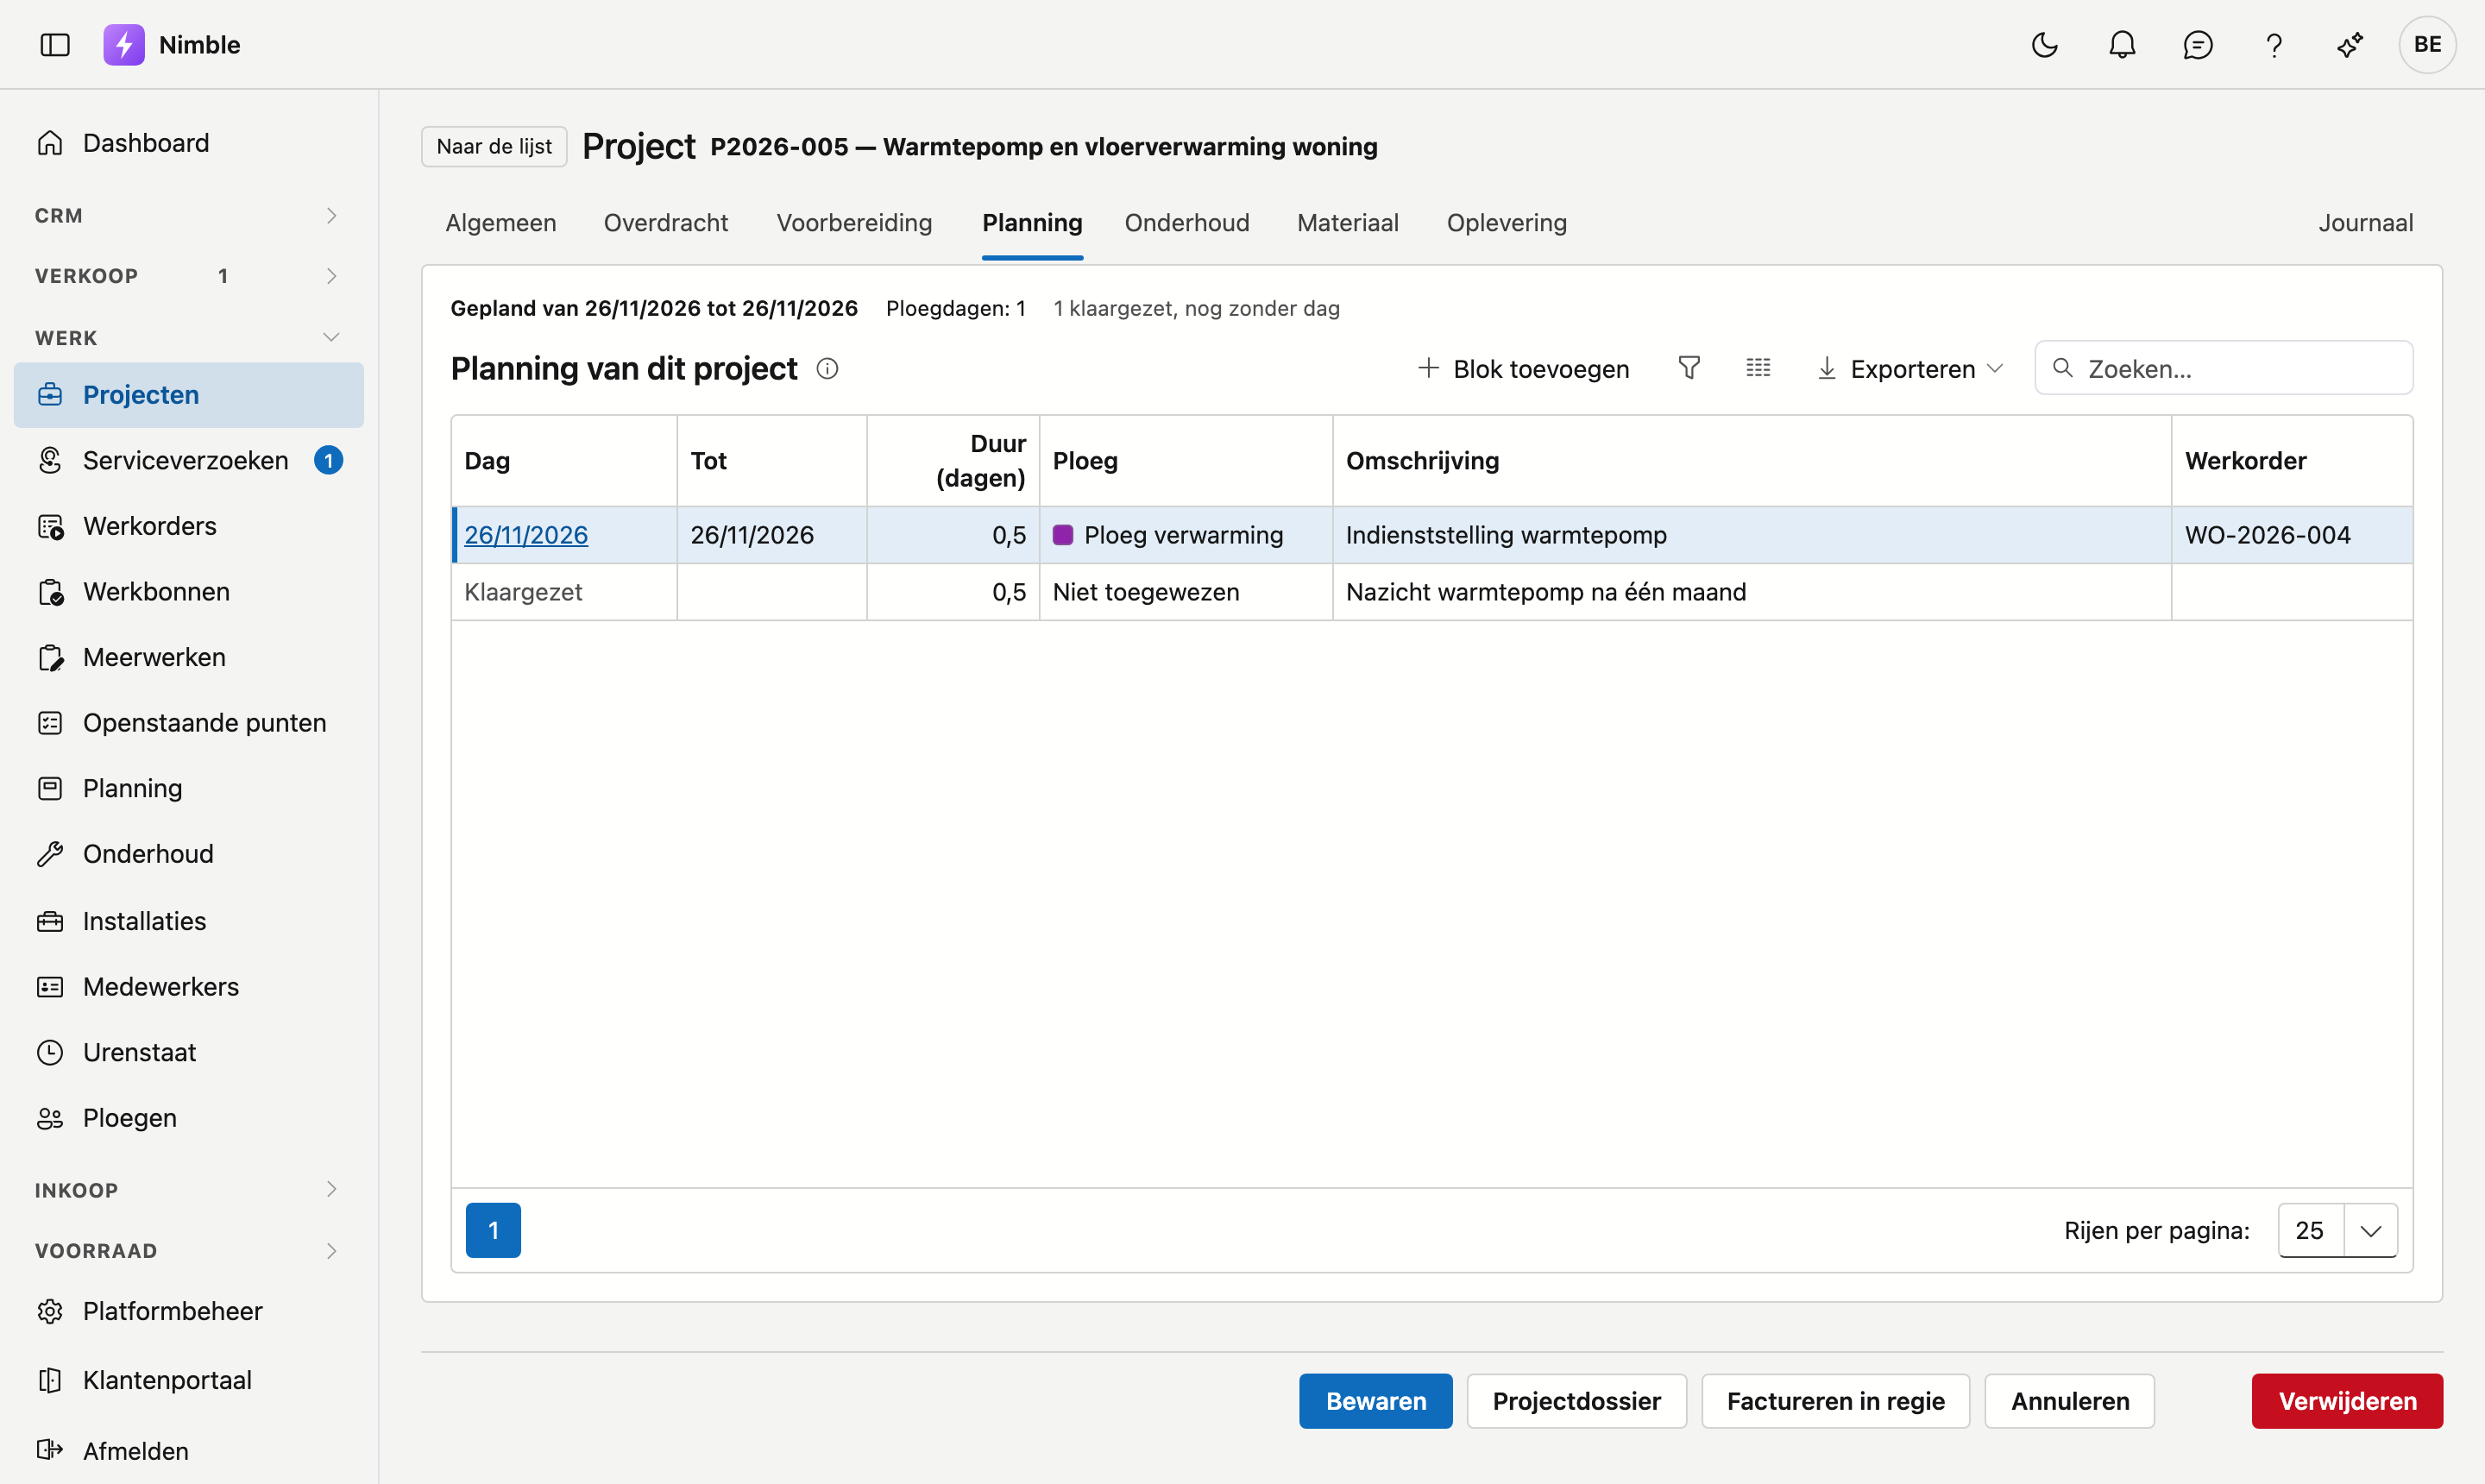 Nimble
BE
Dashboard
CRM
VERKOOP 1
WERK
Projecten
Serviceverzoeken 1
Werkorders
Werkbonnen
Meerwerken
Openstaande punten
Planning
Onderhoud
Installaties
Medewerkers
Urenstaat
Ploegen
INKOOP
VOORRAAD
Platformbeheer
Klantenportaal
Afmelden
Naar de lijst Project P2026-005 — Warmtepomp en vloerverwarming woning
Algemeen Overdracht Voorbereiding Planning Onderhoud Materiaal Oplevering Journaal
Gepland van 26/11/2026 tot 26/11/2026 Ploegdagen: 1 1 klaargezet, nog zonder dag
Planning van dit project Blok toevoegen Exporteren Zoeken...
Dag Tot Duur (dagen) Ploeg Omschrijving Werkorder
26/11/2026 26/11/2026 0,5 Ploeg verwarming Indienststelling warmtepomp WO-2026-004
Klaargezet 0,5 Niet toegewezen Nazicht warmtepomp na één maand
1 Rijen per pagina: 25
Bewaren Projectdossier Factureren in regie Annuleren Verwijderen